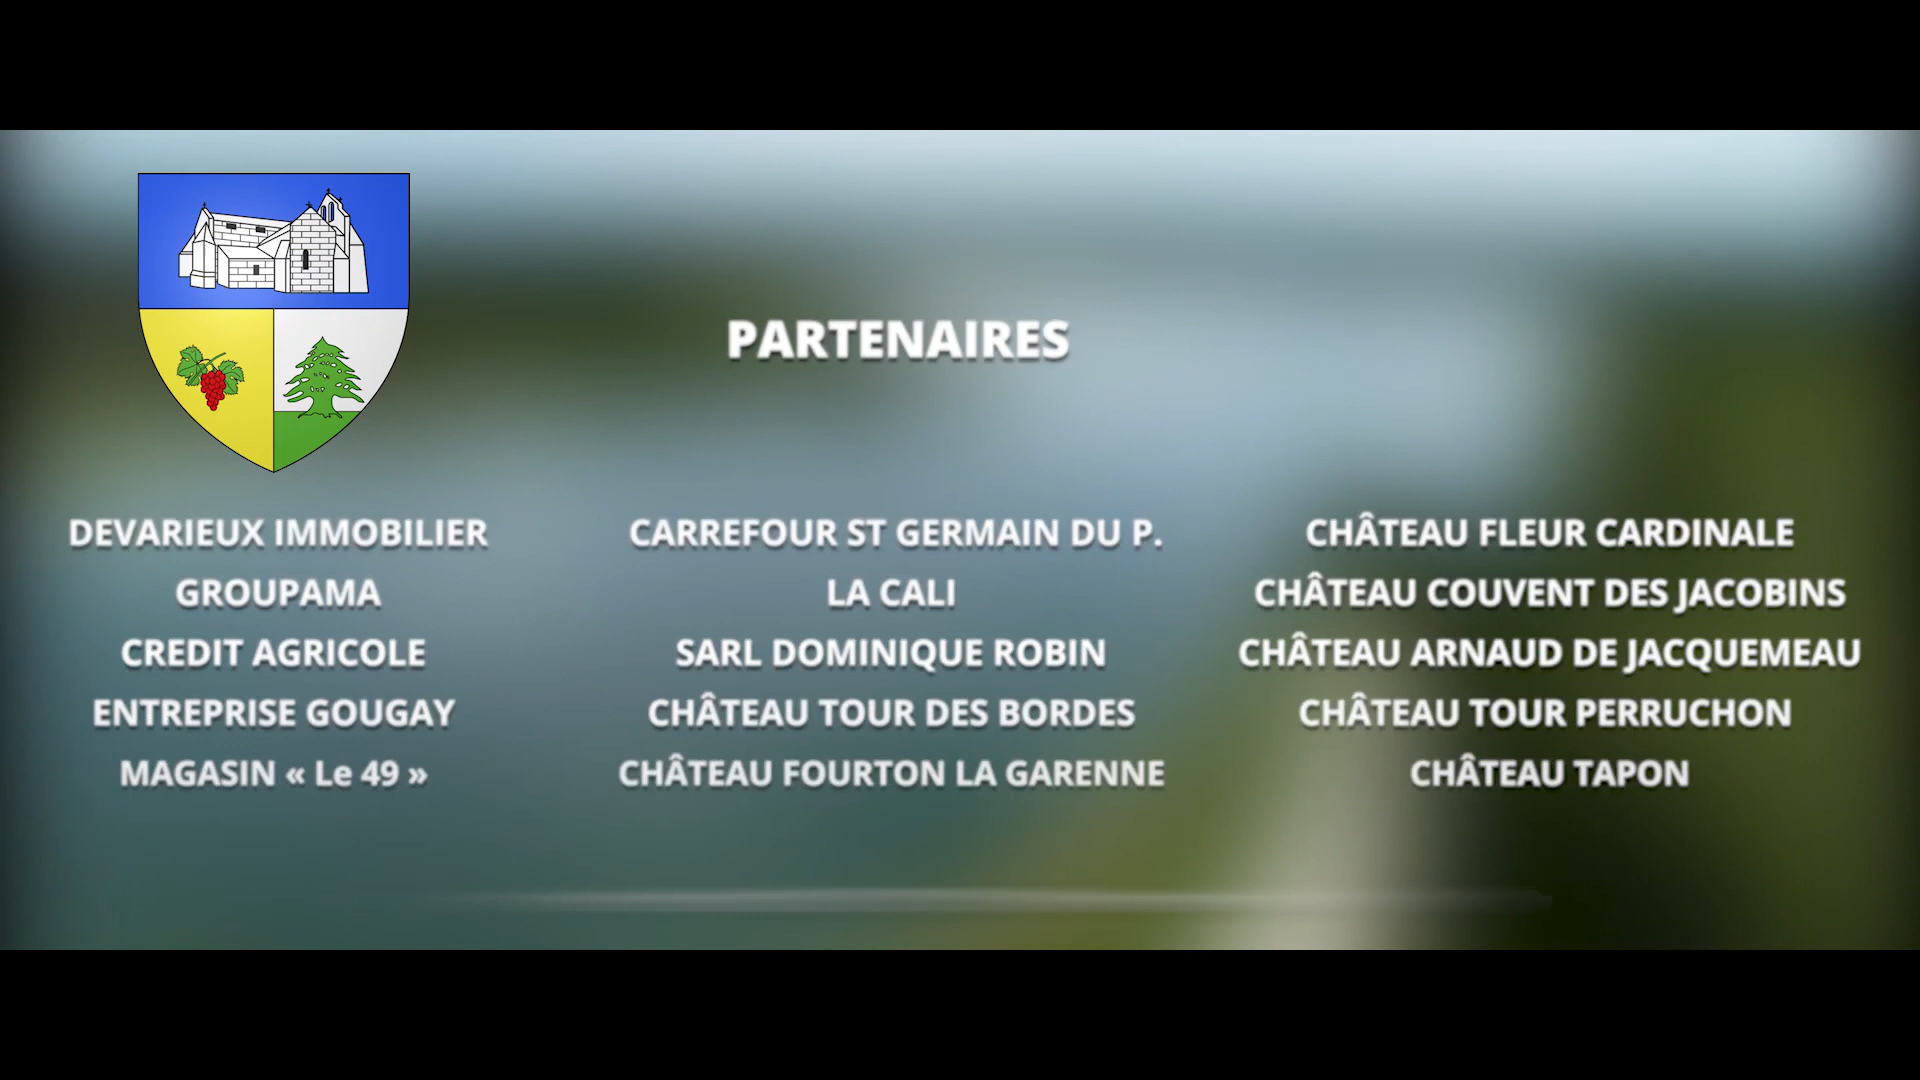 PARTENAIRES
DEVARIEUX IMMOBILIER
GROUPAMA
CREDIT AGRICOLE
ENTREPRISE GOUGAY
MAGASIN « Le 49 »
CARREFOUR ST GERMAIN DU P.
LA CALI
SARL DOMINIQUE ROBIN
CHÂTEAU TOUR DES BORDES
CHÂTEAU FOURTON LA GARENNE
CHÂTEAU FLEUR CARDINALE
CHÂTEAU COUVENT DES JACOBINS
CHÂTEAU ARNAUD DE JACQUEMEAU
CHÂTEAU TOUR PERRUCHON
CHÂTEAU TAPON